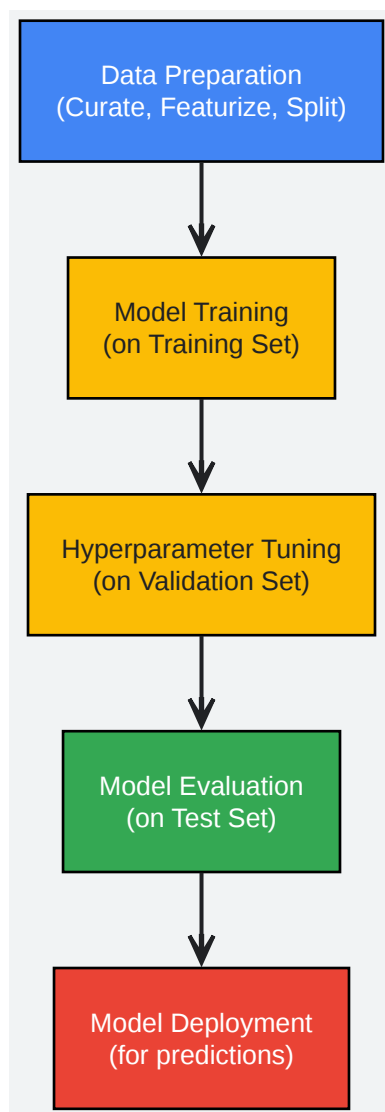 Data Preparation
(Curate, Featurize, Split)
Model Training
(on Training Set)
Hyperparameter Tuning
(on Validation Set)
Model Evaluation
(on Test Set)
Model Deployment
(for predictions)